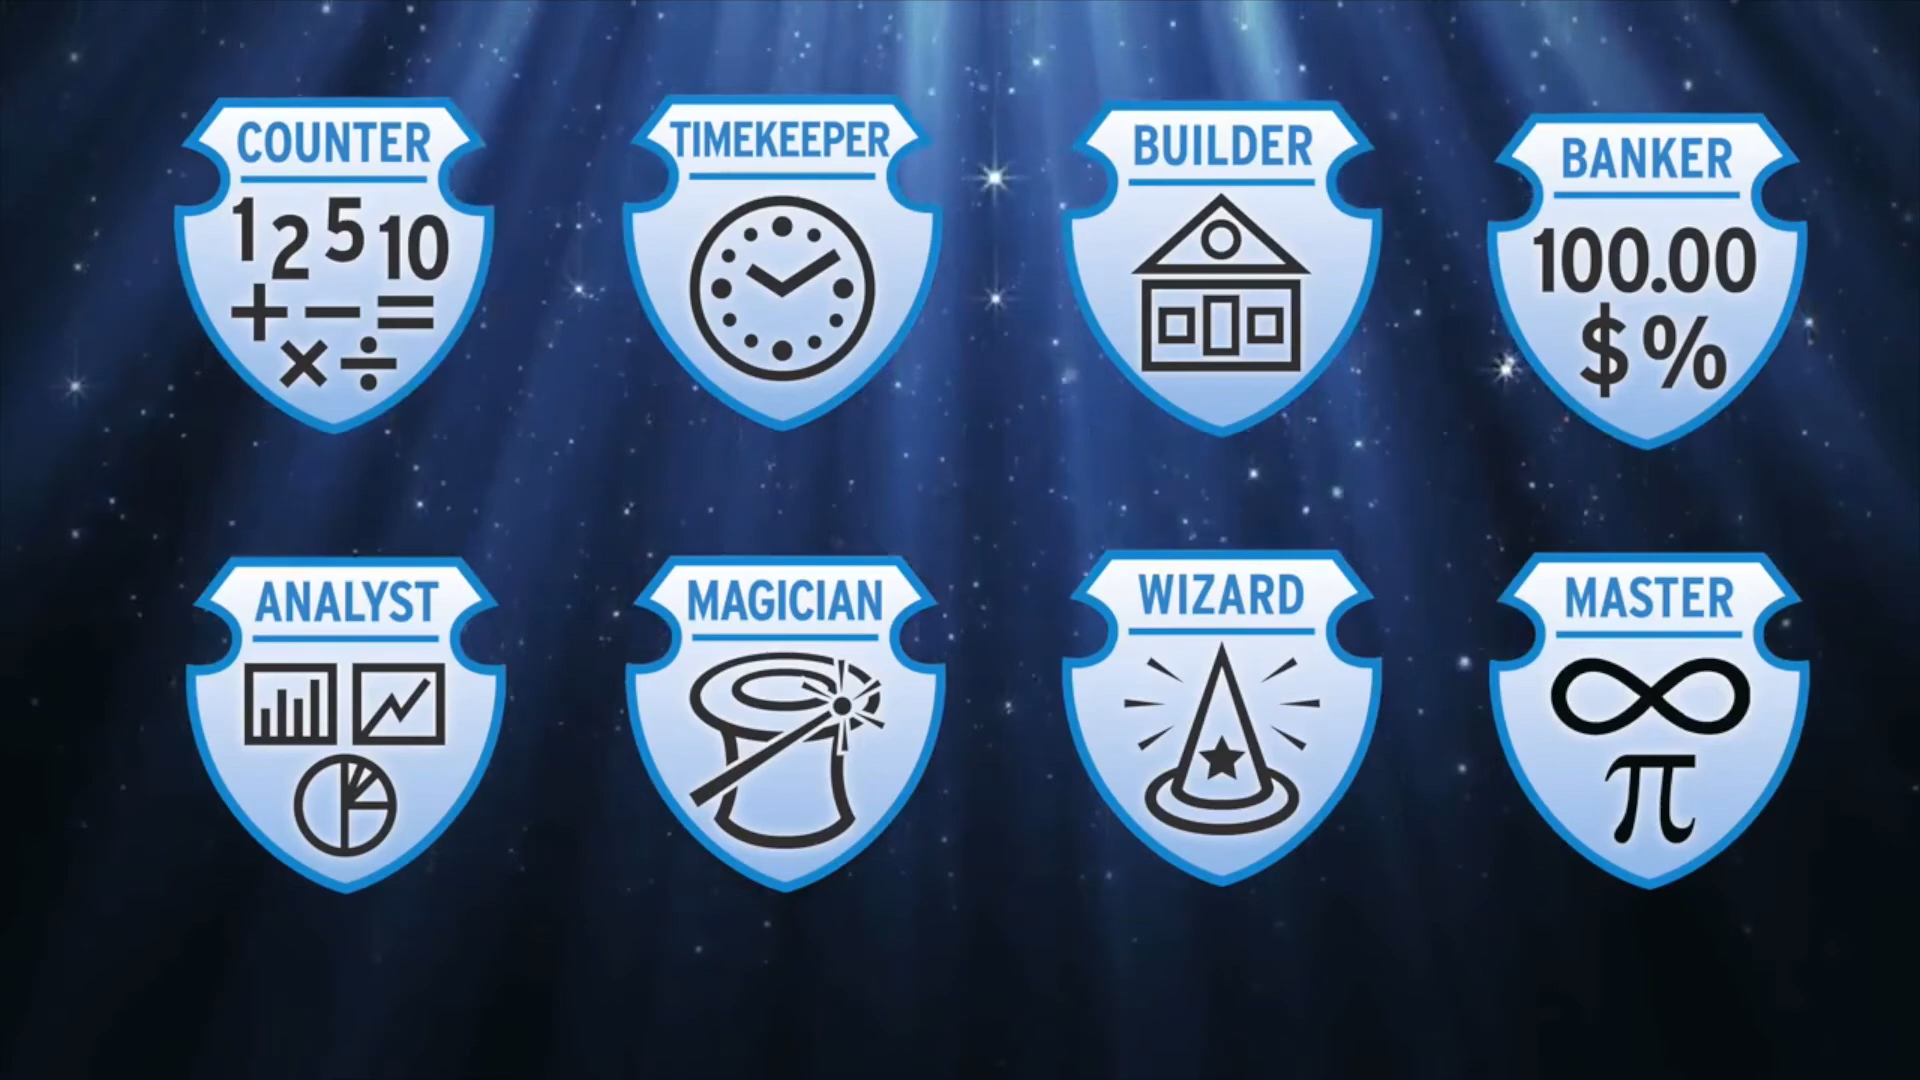 COUNTER
1 2 5 10
+ − =
× ÷
TIMEKEEPER
BUILDER
BANKER
100.00
$ %
ANALYST
MAGICIAN
WIZARD
MASTER
∞
π